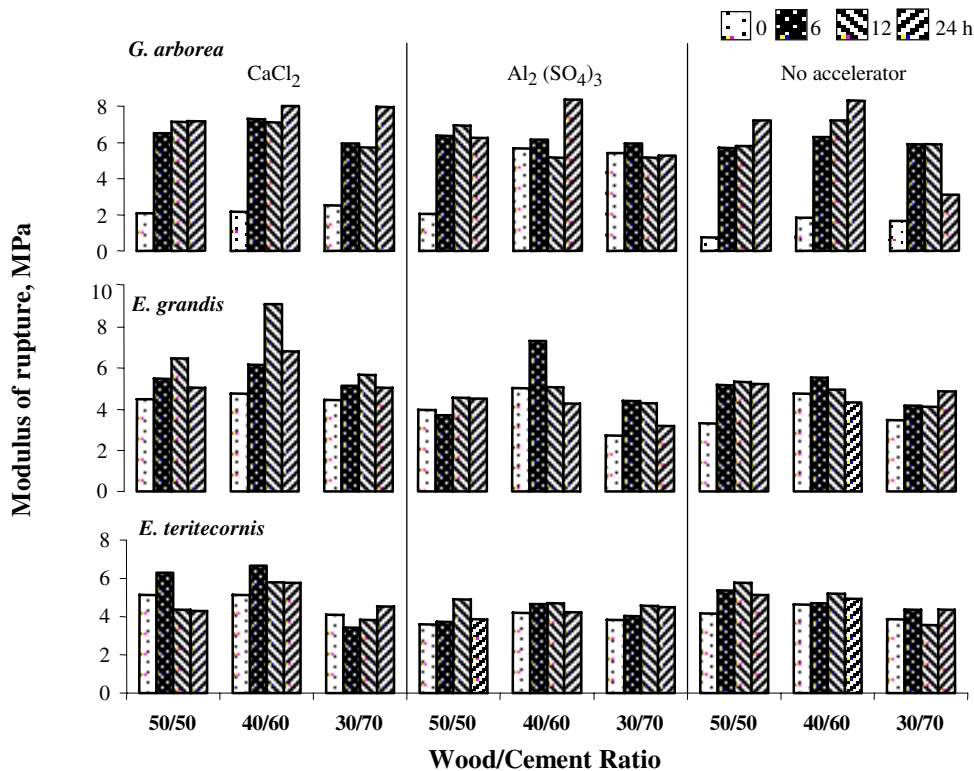 0 6 12 24 h
G. arborea
CaCl2 Al2 (SO4)3 No accelerator
8
6
4
2
0
Modulus of rupture, MPa
10
E. grandis
8
6
4
2
0
E. teritecornis
8
6
4
2
0
50/50 40/60 30/70 50/50 40/60 30/70 50/50 40/60 30/70
Wood/Cement Ratio